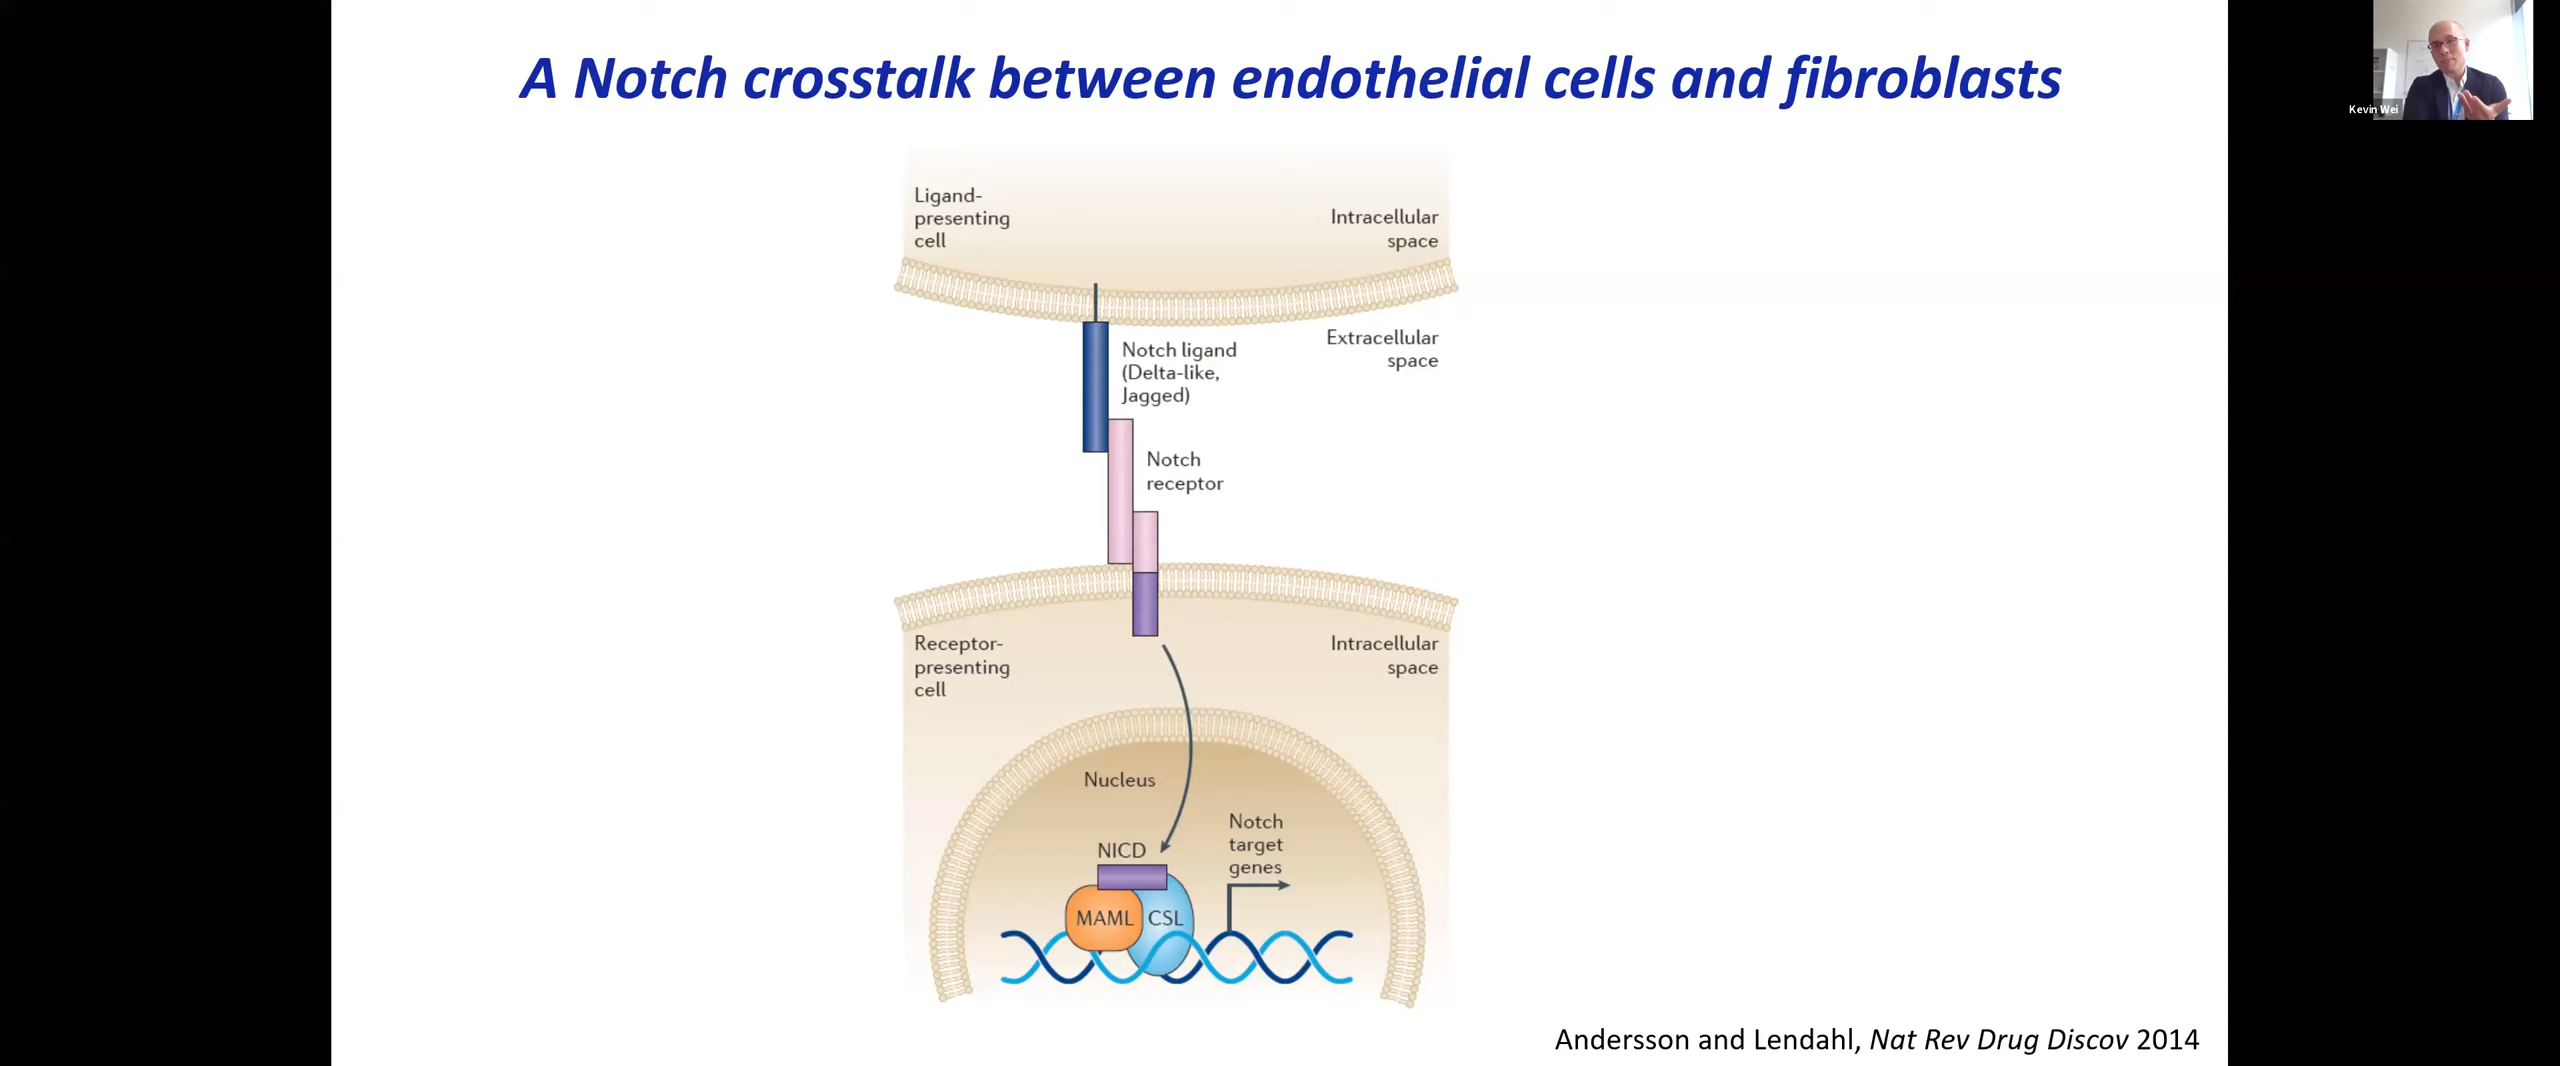 A Notch crosstalk between endothelial cells and fibroblasts
Kevin Wei
Ligand-
presenting
cell
Intracellular
space
Extracellular
space
Notch ligand
(Delta-like,
Jagged)
Notch
receptor
Receptor-
presenting
cell
Intracellular
space
Nucleus
Notch
target
genes
NICD
MAML
CSL
Andersson and Lendahl, Nat Rev Drug Discov 2014